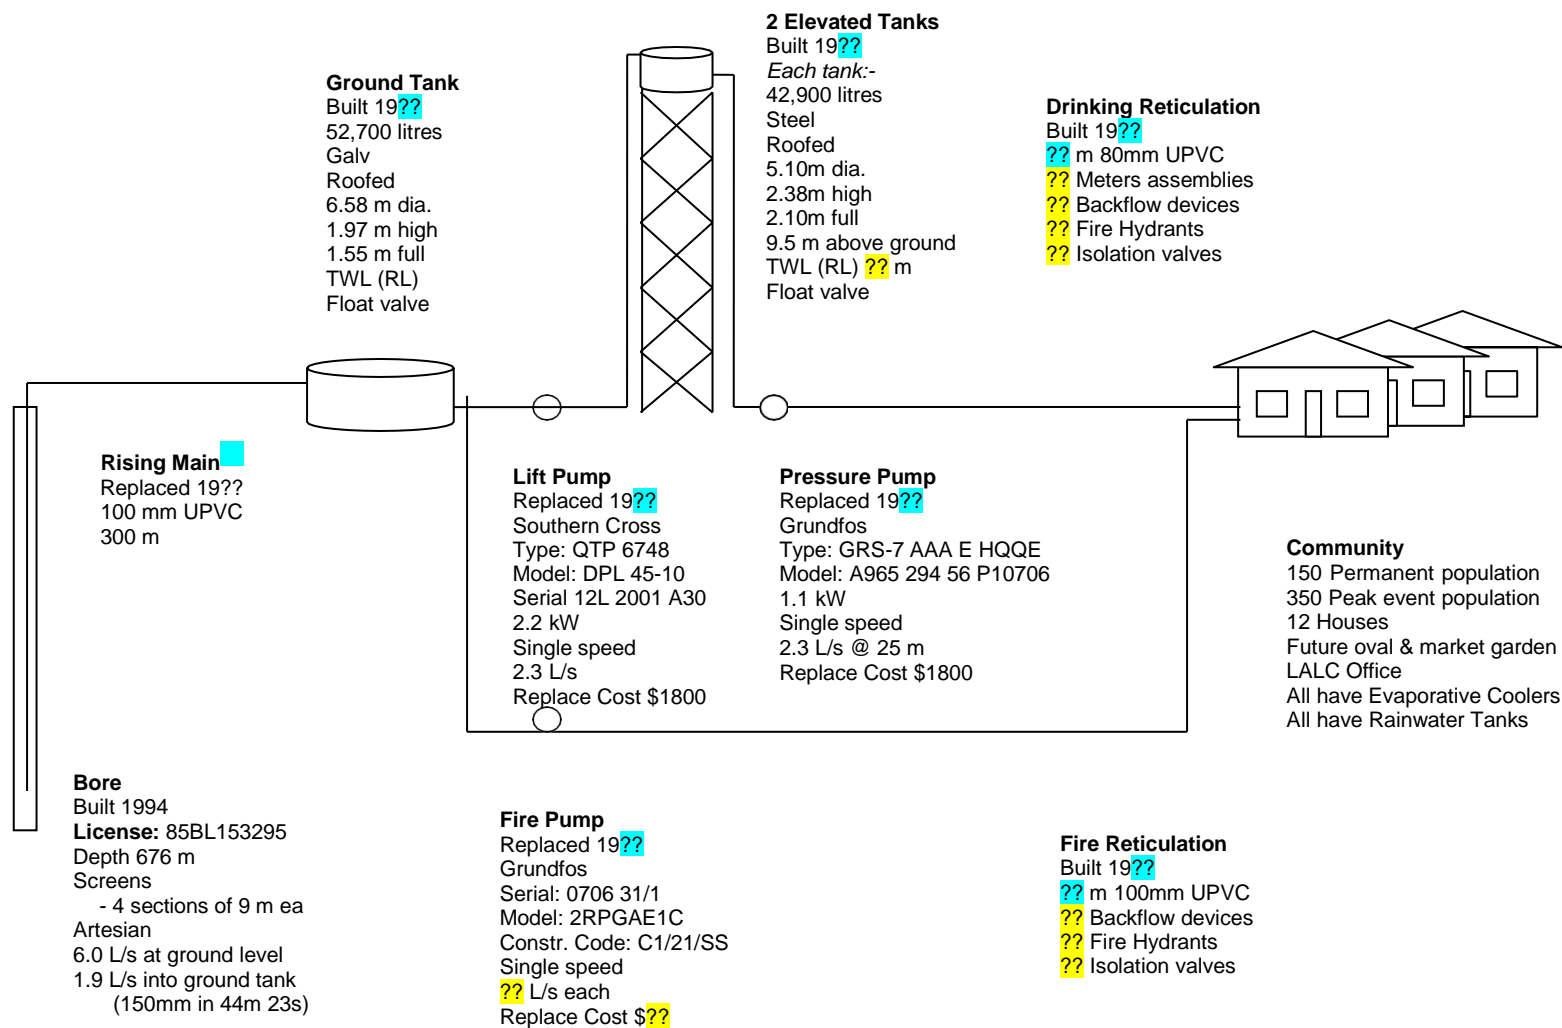 2 Elevated Tanks
Built 19??
Each tank:-
42,900 litres
Steel
Roofed
5.10m dia.
2.38m high
2.10m full
9.5 m above ground
TWL (RL) ?? m
Float valve
Ground Tank
Built 19??
52,700 litres
Galv
Roofed
6.58 m dia.
1.97 m high
1.55 m full
TWL (RL)
Float valve
Drinking Reticulation
Built 19??
?? m 80mm UPVC
?? Meters assemblies
?? Backflow devices
?? Fire Hydrants
?? Isolation valves
Rising Main
Replaced 19??
100 mm UPVC
300 m
Lift Pump
Replaced 19??
Southern Cross
Type: QTP 6748
Model: DPL 45-10
Serial 12L 2001 A30
2.2 kW
Single speed
2.3 L/s
Replace Cost $1800
Pressure Pump
Replaced 19??
Grundfos
Type: GRS-7 AAA E HQQE
Model: A965 294 56 P10706
1.1 kW
Single speed
2.3 L/s @ 25 m
Replace Cost $1800
Community
150 Permanent population
350 Peak event population
12 Houses
Future oval & market garden
LALC Office
All have Evaporative Coolers
All have Rainwater Tanks
Bore
Built 1994
License: 85BL153295
Depth 676 m
Screens
- 4 sections of 9 m ea
Artesian
6.0 L/s at ground level
1.9 L/s into ground tank
(150mm in 44m 23s)
Fire Pump
Replaced 19??
Grundfos
Serial: 0706 31/1
Model: 2RPGAE1C
Constr. Code: C1/21/SS
Single speed
?? L/s each
Replace Cost $??
Fire Reticulation
Built 19??
?? m 100mm UPVC
?? Backflow devices
?? Fire Hydrants
?? Isolation valves